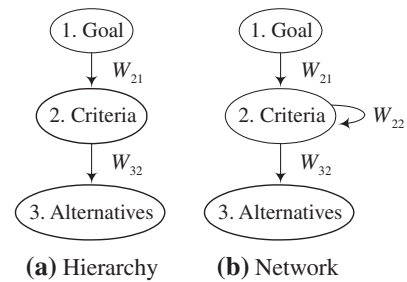 1. Goal
W21
2. Criteria
W32
3. Alternatives
(a) Hierarchy
1. Goal
W21
2. Criteria
W22
W32
3. Alternatives
(b) Network